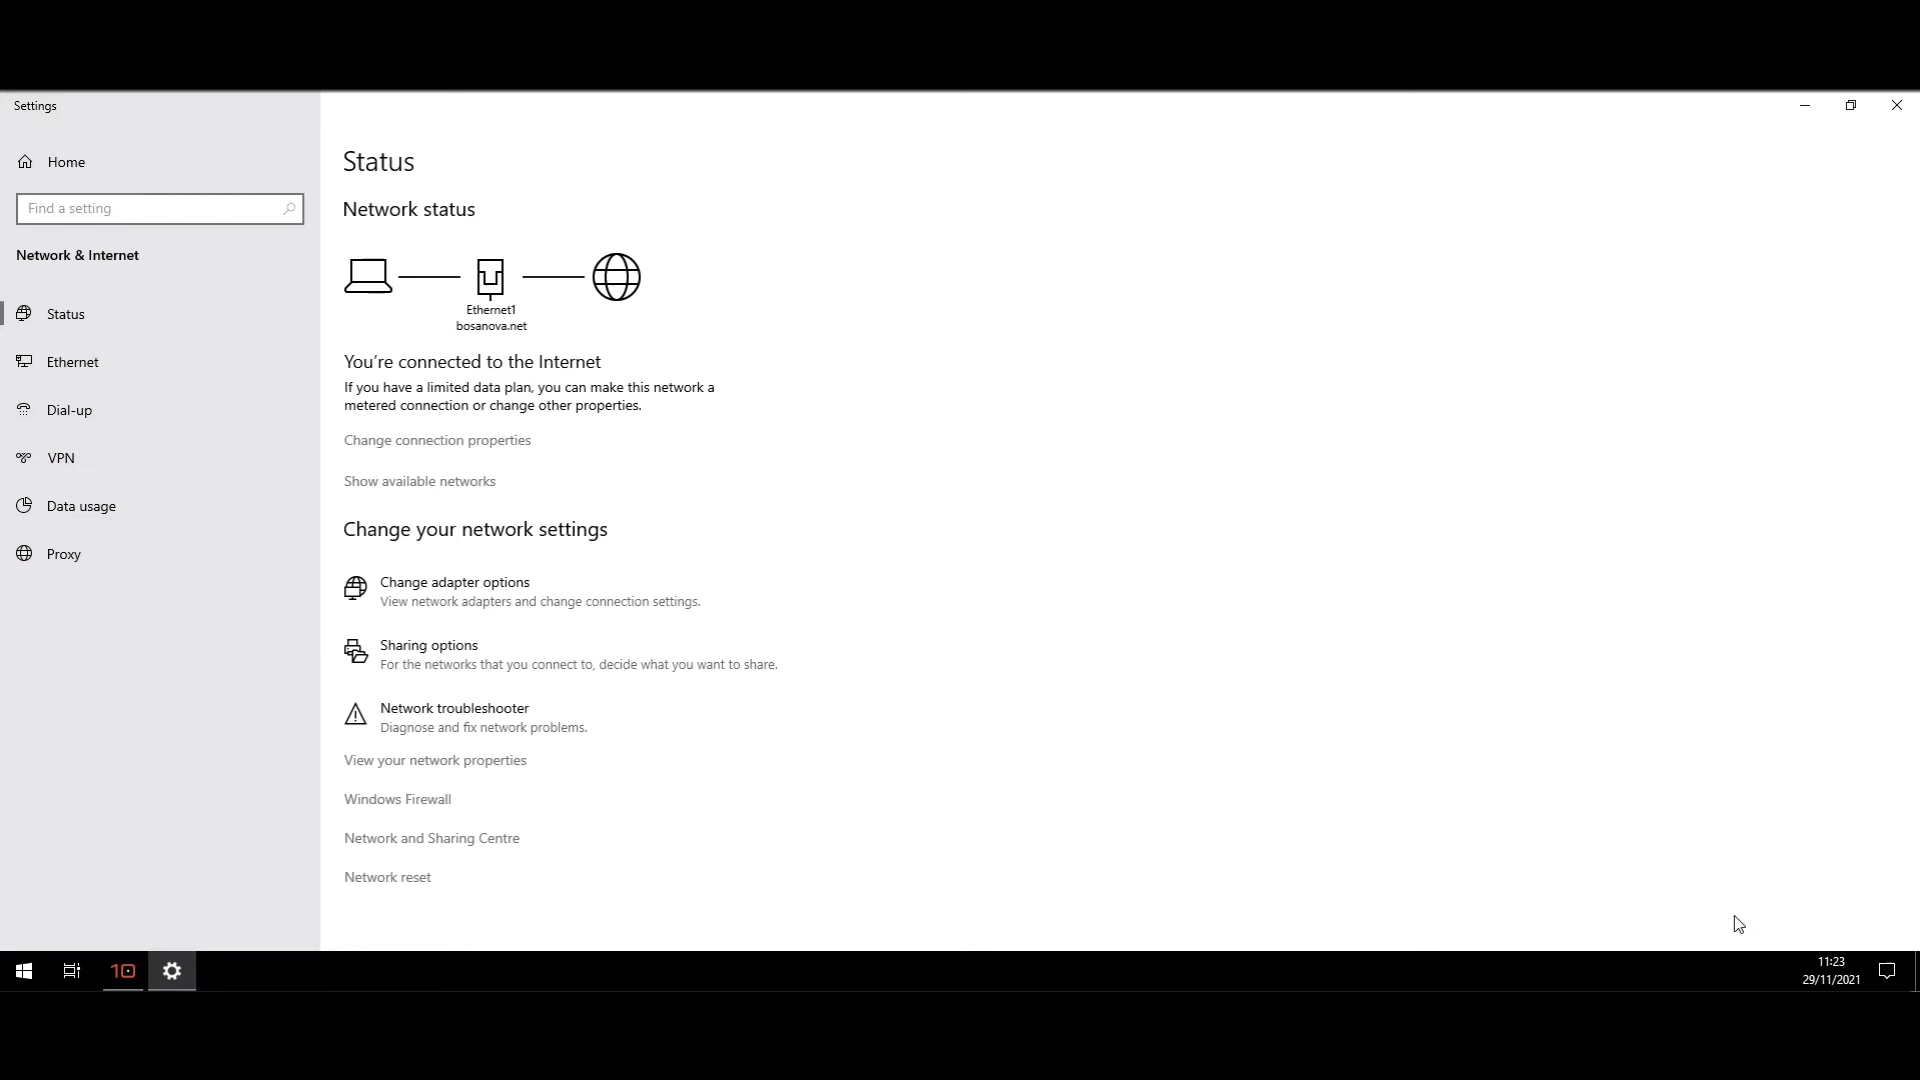 Settings
Home
Find a setting
Network & Internet
Status
Ethernet
Dial-up
VPN
Data usage
Proxy
Status
Network status
Ethernet1
bosanova.net
You're connected to the Internet
If you have a limited data plan, you can make this network a
metered connection or change other properties.
Change connection properties
Show available networks
Change your network settings
Change adapter options
View network adapters and change connection settings.
Sharing options
For the networks that you connect to, decide what you want to share.
Network troubleshooter
Diagnose and fix network problems.
View your network properties
Windows Firewall
Network and Sharing Centre
Network reset
10
11:23
29/11/2021